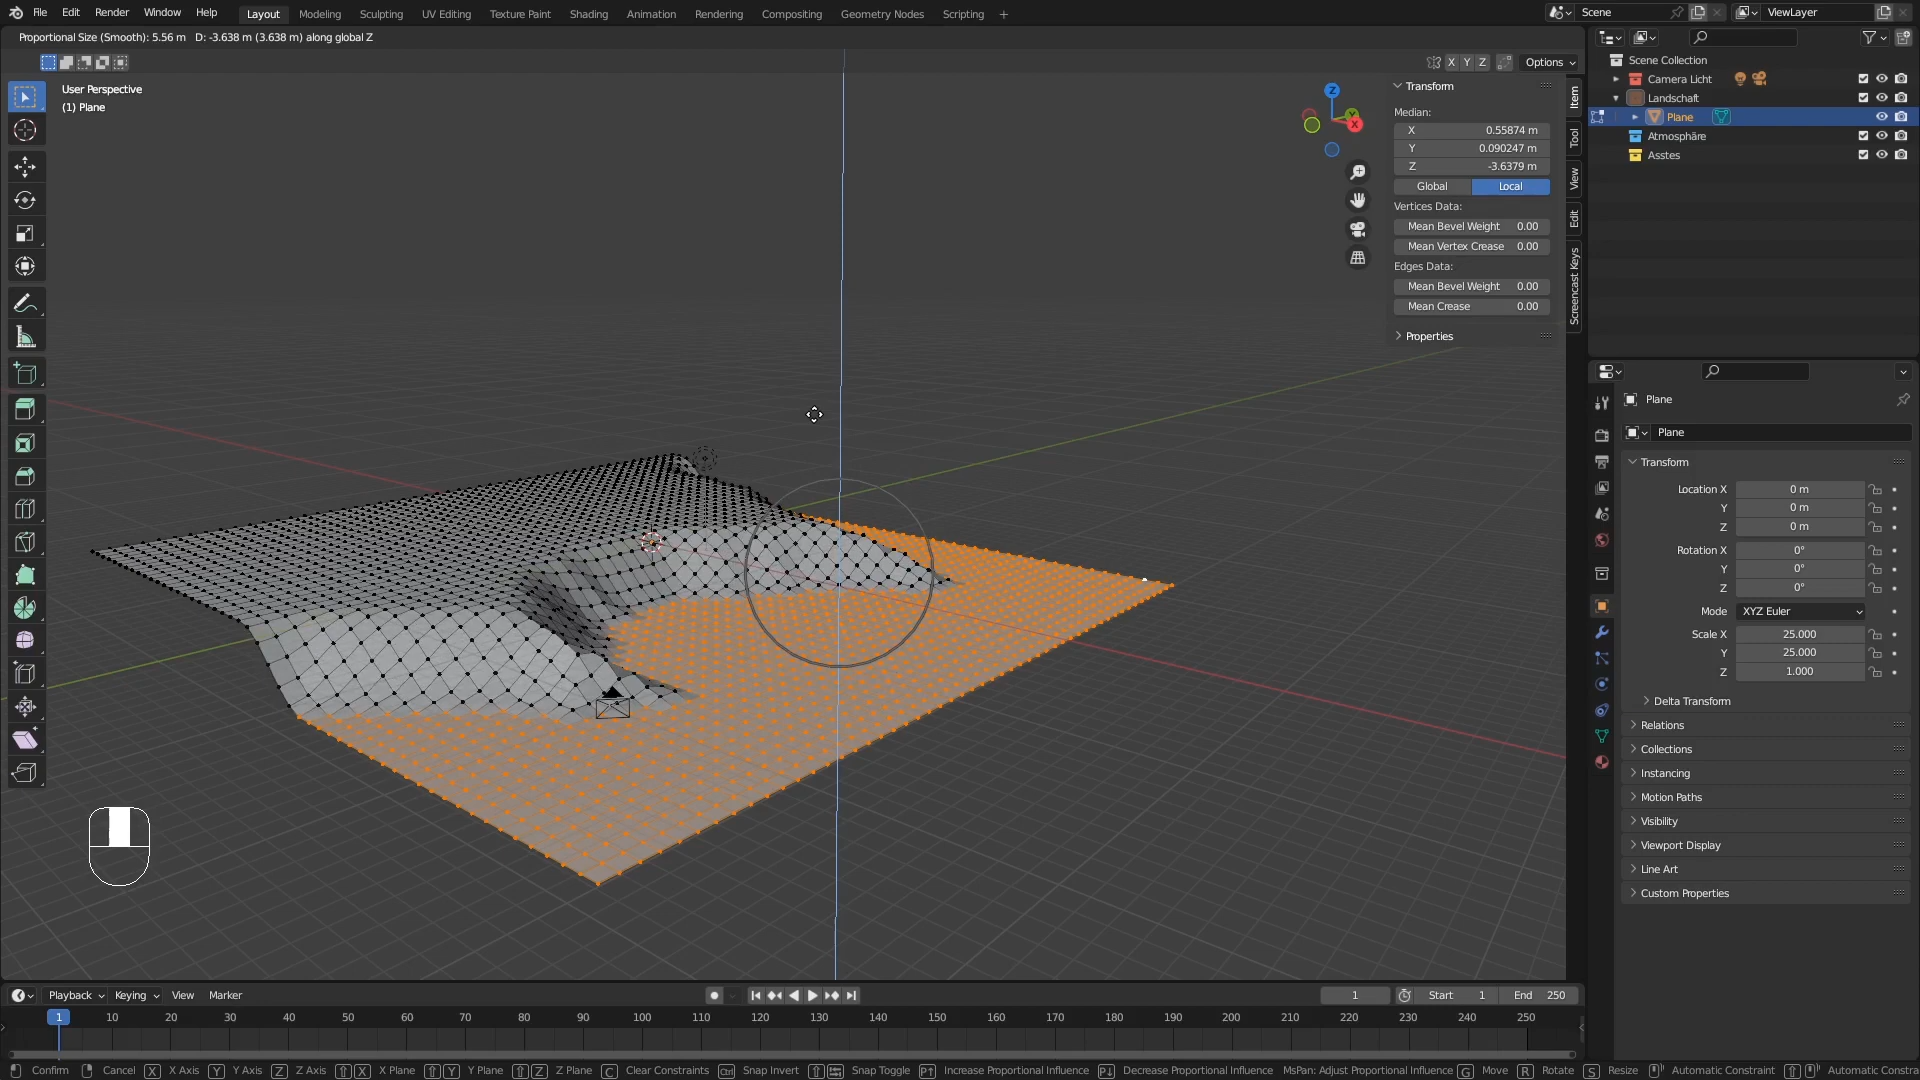 File Edit Render Window Help Layout Modeling Sculpting UV Editing Texture Paint Shading Animation Rendering Compositing Geometry Nodes Scripting + Scene ViewLayer
Proportional Size (Smooth): 5.56 m D: -3.638 m (3.638 m) along global Z
X Y Z Options
User Perspective
(1) Plane
Z
Y
X
Transform
Median:
X 0.55874 m
Y 0.090247 m
Z -3.6379 m
Global Local
Vertices Data:
Mean Bevel Weight 0.00
Mean Vertex Crease 0.00
Edges Data:
Mean Bevel Weight 0.00
Mean Crease 0.00
Properties
Item
Tool
View
Edit
Screencast Keys
Scene Collection
Camera Licht
Landschaft
Plane
Atmosphäre
Asstes
Plane
Plane
Transform
Location X 0 m
Y 0 m
Z 0 m
Rotation X 0°
Y 0°
Z 0°
Mode XYZ Euler
Scale X 25.000
Y 25.000
Z 1.000
Delta Transform
Relations
Collections
Instancing
Motion Paths
Visibility
Viewport Display
Line Art
Custom Properties
Playback Keying View Marker 1 Start 1 End 250
1 10 20 30 40 50 60 70 80 90 100 110 120 130 140 150 160 170 180 190 200 210 220 230 240 250
Confirm Cancel X X Axis Y Y Axis Z Z Axis X X Plane Y Y Plane Z Z Plane C Clear Constraints Ctrl Snap Invert Snap Toggle P↑ Increase Proportional Influence P↓ Decrease Proportional Influence MsPan: Adjust Proportional Influence G Move R Rotate S Resize Automatic Constraint Automatic Constra